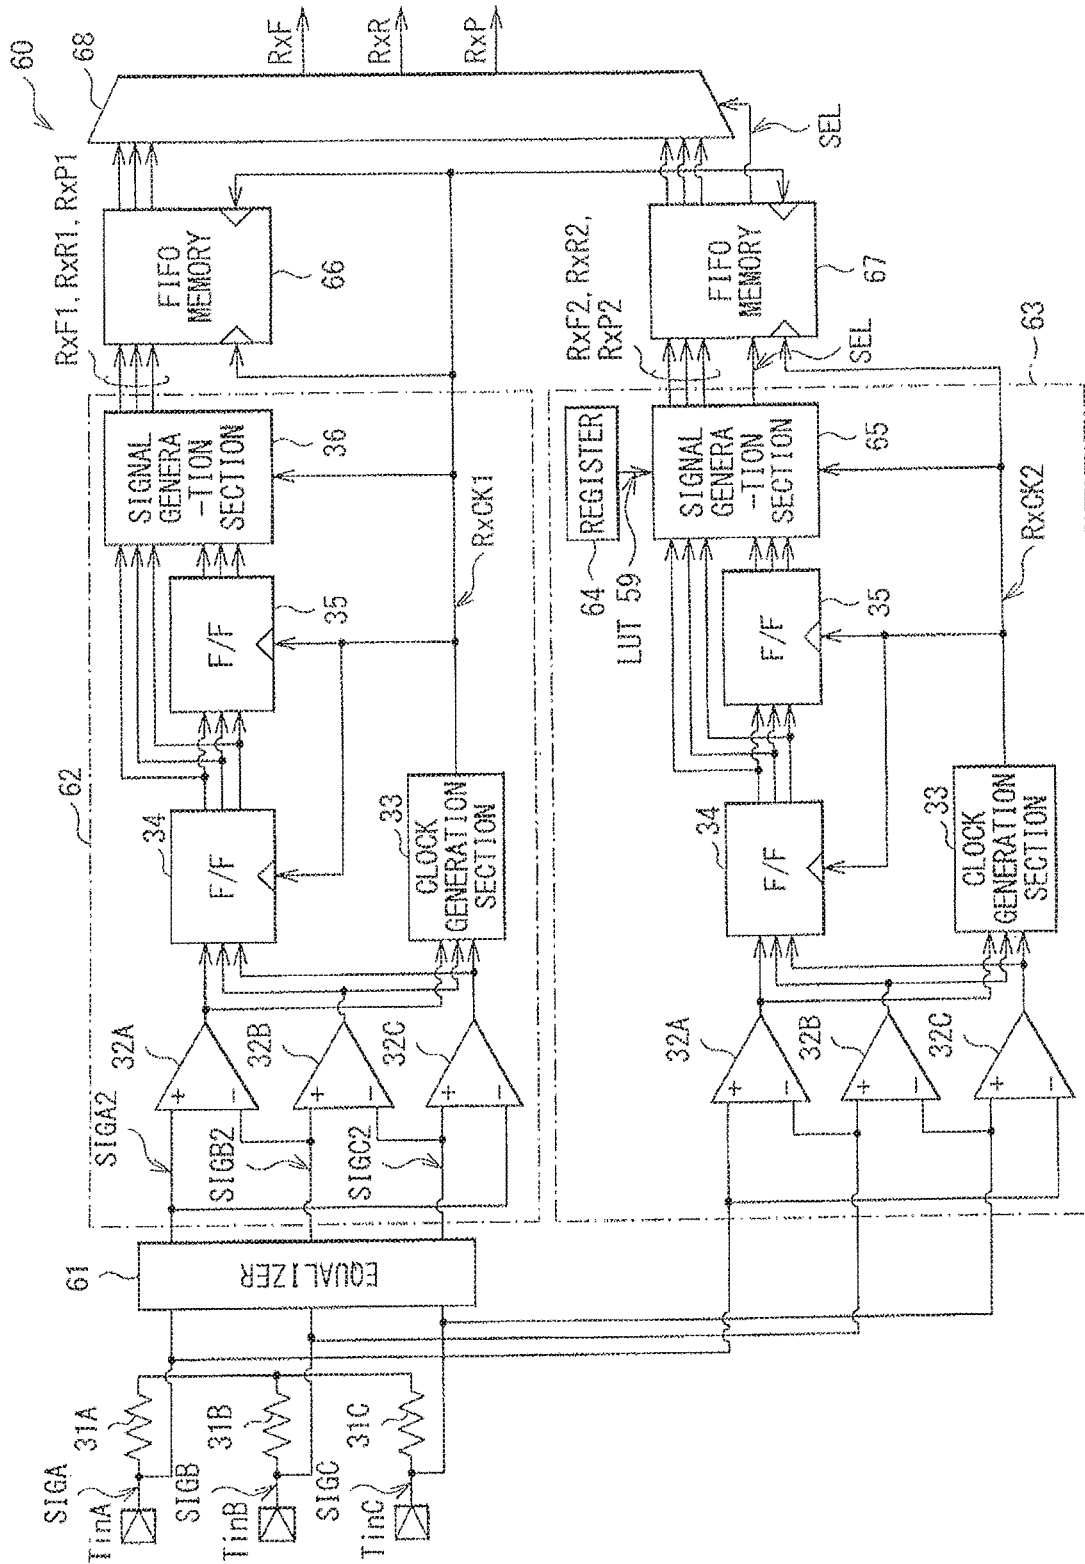 60
RxF
RxR
RxP
68
RxF1, RxR1, RxP1
FIFO
MEMORY
66
SEL
RxF2, RxR2,
RxP2
FIFO
MEMORY
67
SEL
63
62
SIGNAL
GENERA
-TION
SECTION
36
RxCK1
REGISTER
64
LUT 59
SIGNAL
GENERA
-TION
SECTION
65
RxCK2
F/F
35
F/F
35
34
F/F
33
CLOCK
GENERATION
SECTION
34
F/F
33
CLOCK
GENERATION
SECTION
32A
+
−
32B
+
−
32C
+
−
32A
+
−
32B
+
−
32C
+
−
SIGA2
SIGB2
SIGC2
61
EQUALIZER
31A
31B
31C
SIGA
SIGB
SIGC
TinA
TinB
TinC